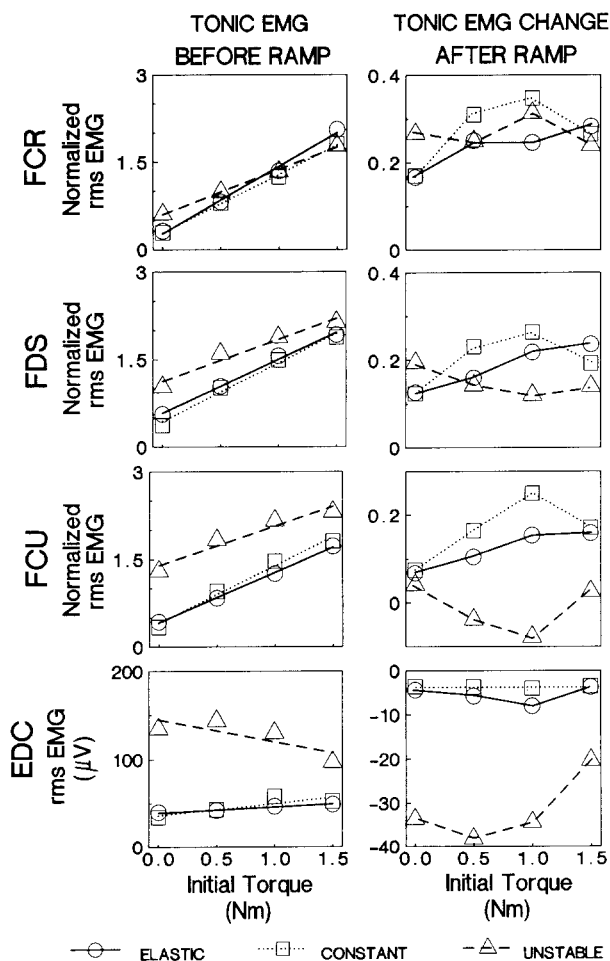 TONIC EMG TONIC EMG CHANGE
BEFORE RAMP AFTER RAMP
FCR
Normalized
rms EMG
3
1.5
0
0.4
0.2
0
FDS
Normalized
rms EMG
3
1.5
0
0.4
0.2
0
FCU
Normalized
rms EMG
3
1.5
0
0.2
0
EDC
rms EMG
(μV)
200
100
0
0
-10
-20
-30
-40
0.0 0.5 1.0 1.5
0.0 0.5 1.0 1.5
Initial Torque
(Nm)
Initial Torque
(Nm)
ELASTIC CONSTANT UNSTABLE